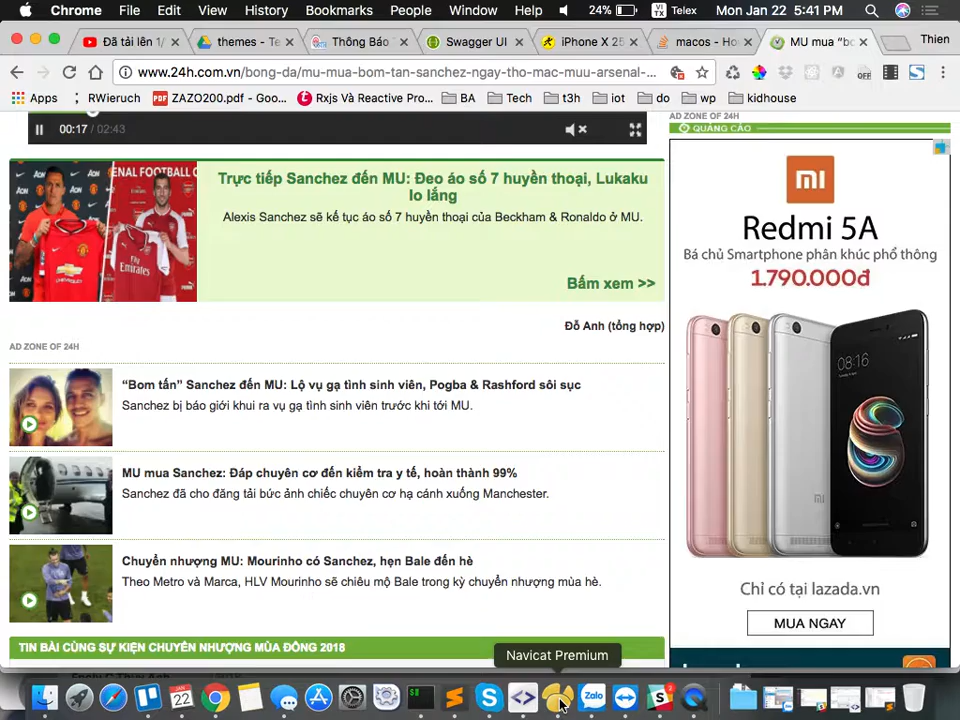 Chrome File Edit View History Bookmarks People Window Help 24% VI TX Telex Mon Jan 22 5:41 PM
Đã tải lên 1/ themes - Te Thông Báo Swagger UI iPhone X 25 macos - Ho MU mua “bo Thien
www.24h.com.vn/bong-da/mu-mua-bom-tan-sanchez-ngay-tho-mac-muu-arsenal-... OFF
Apps RWieruch ZAZO200.pdf - Goo... Rxjs Và Reactive Pro... BA Tech t3h iot do wp kidhouse
00:17 / 02:43
AD ZONE OF 24H
QUẢNG CÁO
Trực tiếp Sanchez đến MU: Đeo áo số 7 huyền thoại, Lukaku
lo lắng
Alexis Sanchez sẽ kế tục áo số 7 huyền thoại của Beckham & Ronaldo ở MU.
Bấm xem >>
Đỗ Anh (tổng hợp)
AD ZONE OF 24H
“Bom tấn” Sanchez đến MU: Lộ vụ gạ tình sinh viên, Pogba & Rashford sôi sục
Sanchez bị báo giới khui ra vụ gạ tình sinh viên trước khi tới MU.
MU mua Sanchez: Đáp chuyên cơ đến kiểm tra y tế, hoàn thành 99%
Sanchez đã cho đăng tải bức ảnh chiếc chuyên cơ hạ cánh xuống Manchester.
Chuyển nhượng MU: Mourinho có Sanchez, hẹn Bale đến hè
Theo Metro và Marca, HLV Mourinho sẽ chiêu mộ Bale trong kỳ chuyển nhượng mùa hè.
TIN BÀI CÙNG SỰ KIỆN CHUYỂN NHƯỢNG MÙA ĐÔNG 2018
mi
Redmi 5A
Bá chủ Smartphone phân khúc phổ thông
1.790.000đ
08:16
mi
Chỉ có tại lazada.vn
MUA NGAY
Navicat Premium
JAN
22
Zalo
2